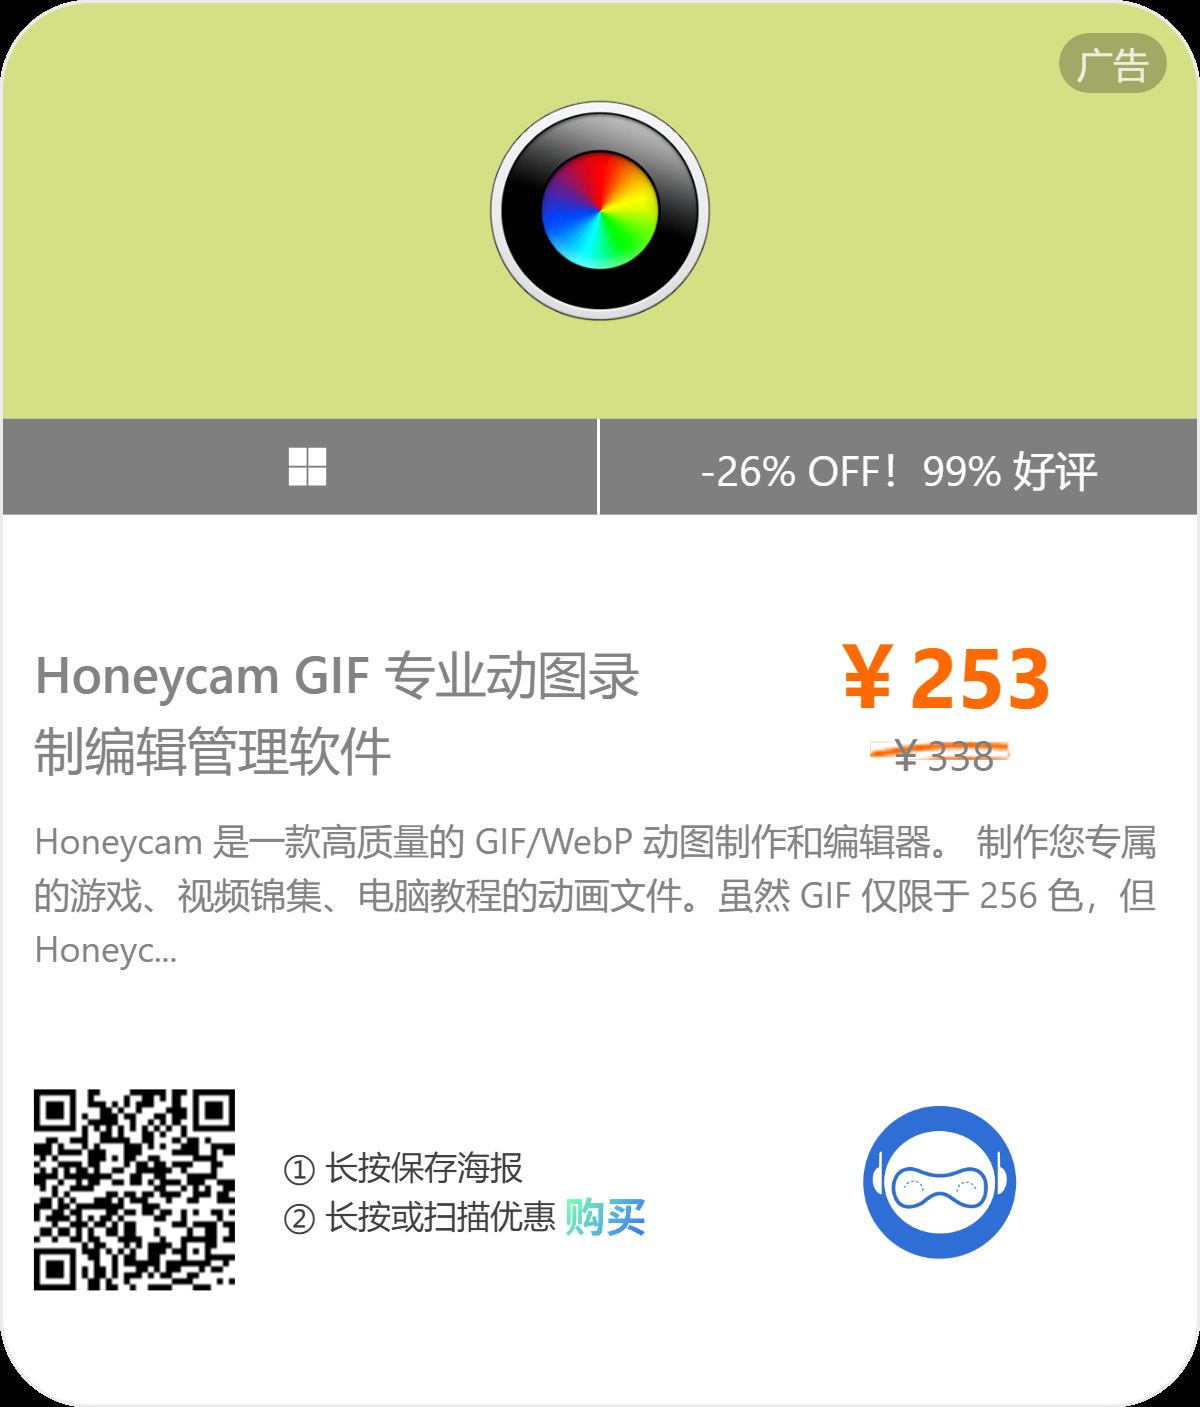 广告
-26% OFF！99% 好评
Honeycam GIF 专业动图录
制编辑管理软件
¥253
¥338
Honeycam 是一款高质量的 GIF/WebP 动图制作和编辑器。 制作您专属
的游戏、视频锦集、电脑教程的动画文件。虽然 GIF 仅限于 256 色，但
Honeyc...
① 长按保存海报
② 长按或扫描优惠 购买